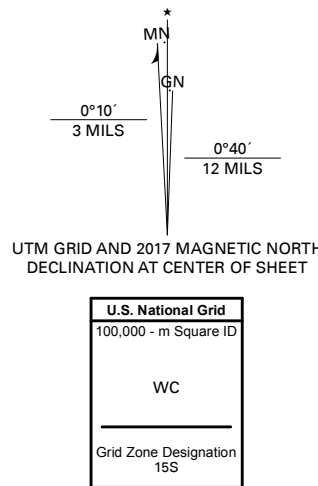 MN
GN
0°10´
3 MILS
0°40´
12 MILS
UTM GRID AND 2017 MAGNETIC NORTH
DECLINATION AT CENTER OF SHEET
U.S. National Grid
100,000 - m Square ID
WC
Grid Zone Designation
15S